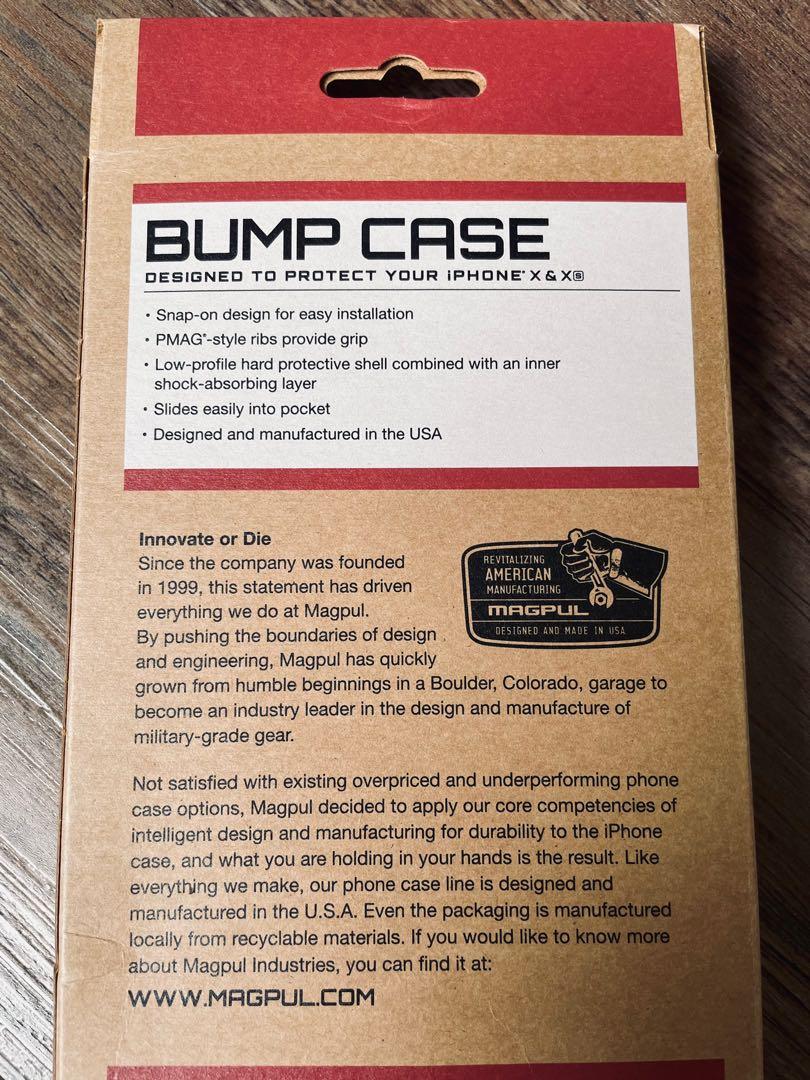 BUMP CASE
DESIGNED TO PROTECT YOUR iPHONE® X & XS
• Snap-on design for easy installation
• PMAG®-style ribs provide grip
• Low-profile hard protective shell combined with an inner
shock-absorbing layer
• Slides easily into pocket
• Designed and manufactured in the USA
Innovate or Die
Since the company was founded
in 1999, this statement has driven
everything we do at Magpul.
By pushing the boundaries of design
and engineering, Magpul has quickly
grown from humble beginnings in a Boulder, Colorado, garage to
become an industry leader in the design and manufacture of
military-grade gear.
REVITALIZING
AMERICAN
MANUFACTURING
MAGPUL
DESIGNED AND MADE IN USA
Not satisfied with existing overpriced and underperforming phone
case options, Magpul decided to apply our core competencies of
intelligent design and manufacturing for durability to the iPhone
case, and what you are holding in your hands is the result. Like
everything we make, our phone case line is designed and
manufactured in the U.S.A. Even the packaging is manufactured
locally from recyclable materials. If you would like to know more
about Magpul Industries, you can find it at:
WWW.MAGPUL.COM